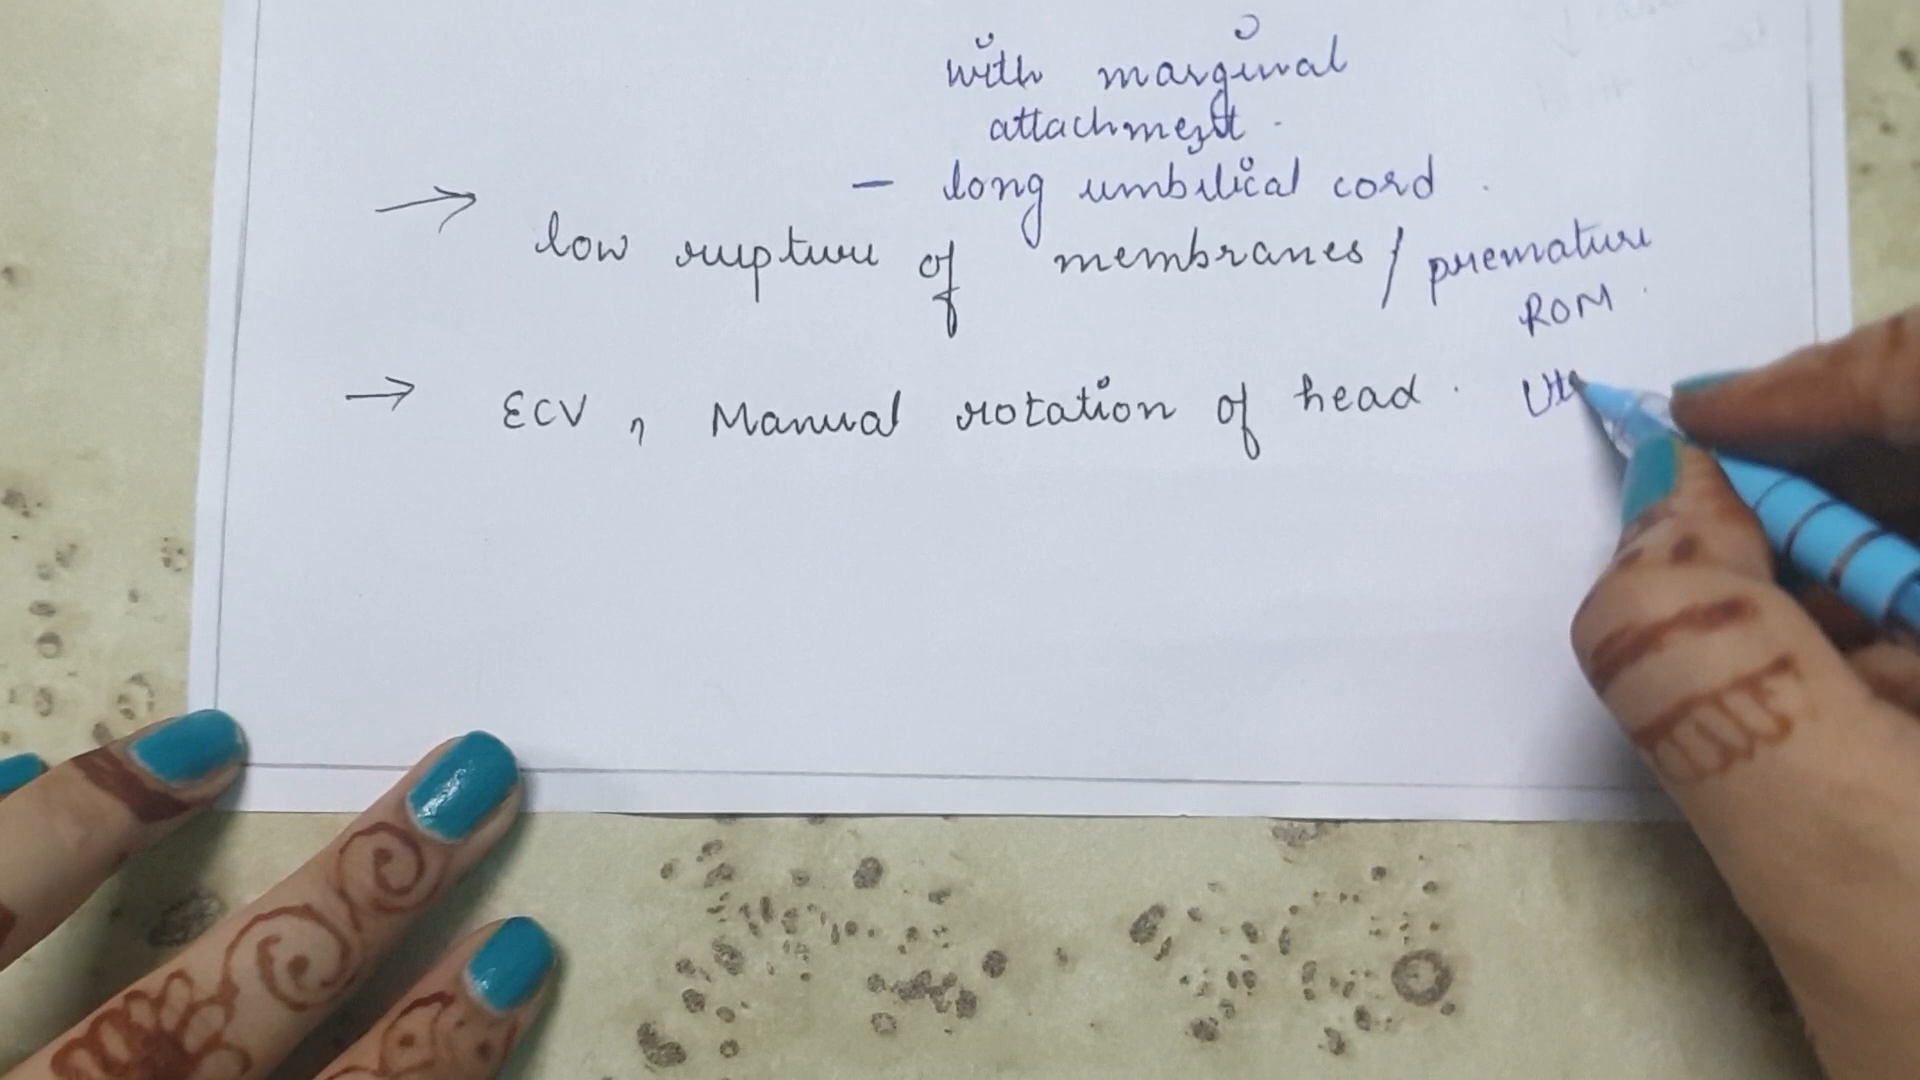 with marginal
attachment.
- long umbilical cord.
→ low rupture of membranes / premature
ROM.
→ ECV, Manual rotation of head.